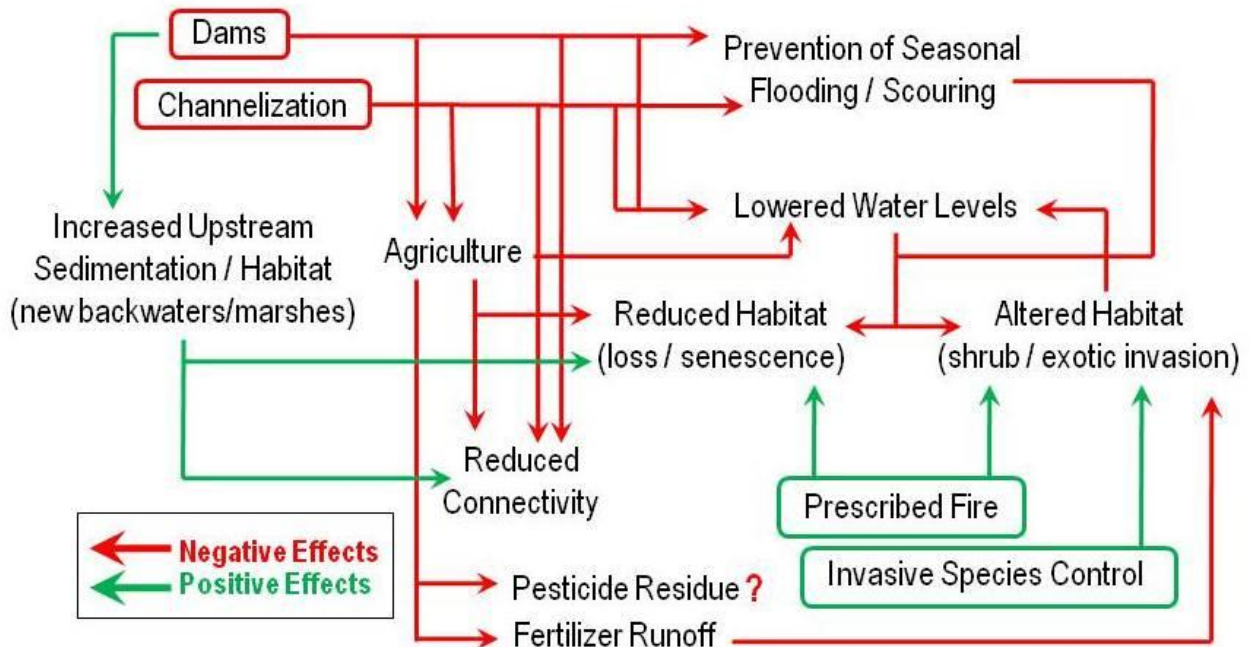 Dams
Prevention of Seasonal
Flooding / Scouring
Channelization
Lowered Water Levels
Increased Upstream
Sedimentation / Habitat
(new backwaters/marshes)
Agriculture
Reduced Habitat
(loss / senescence)
Altered Habitat
(shrub / exotic invasion)
Reduced
Connectivity
Prescribed Fire
Invasive Species Control
Negative Effects
Positive Effects
Pesticide Residue ?
Fertilizer Runoff